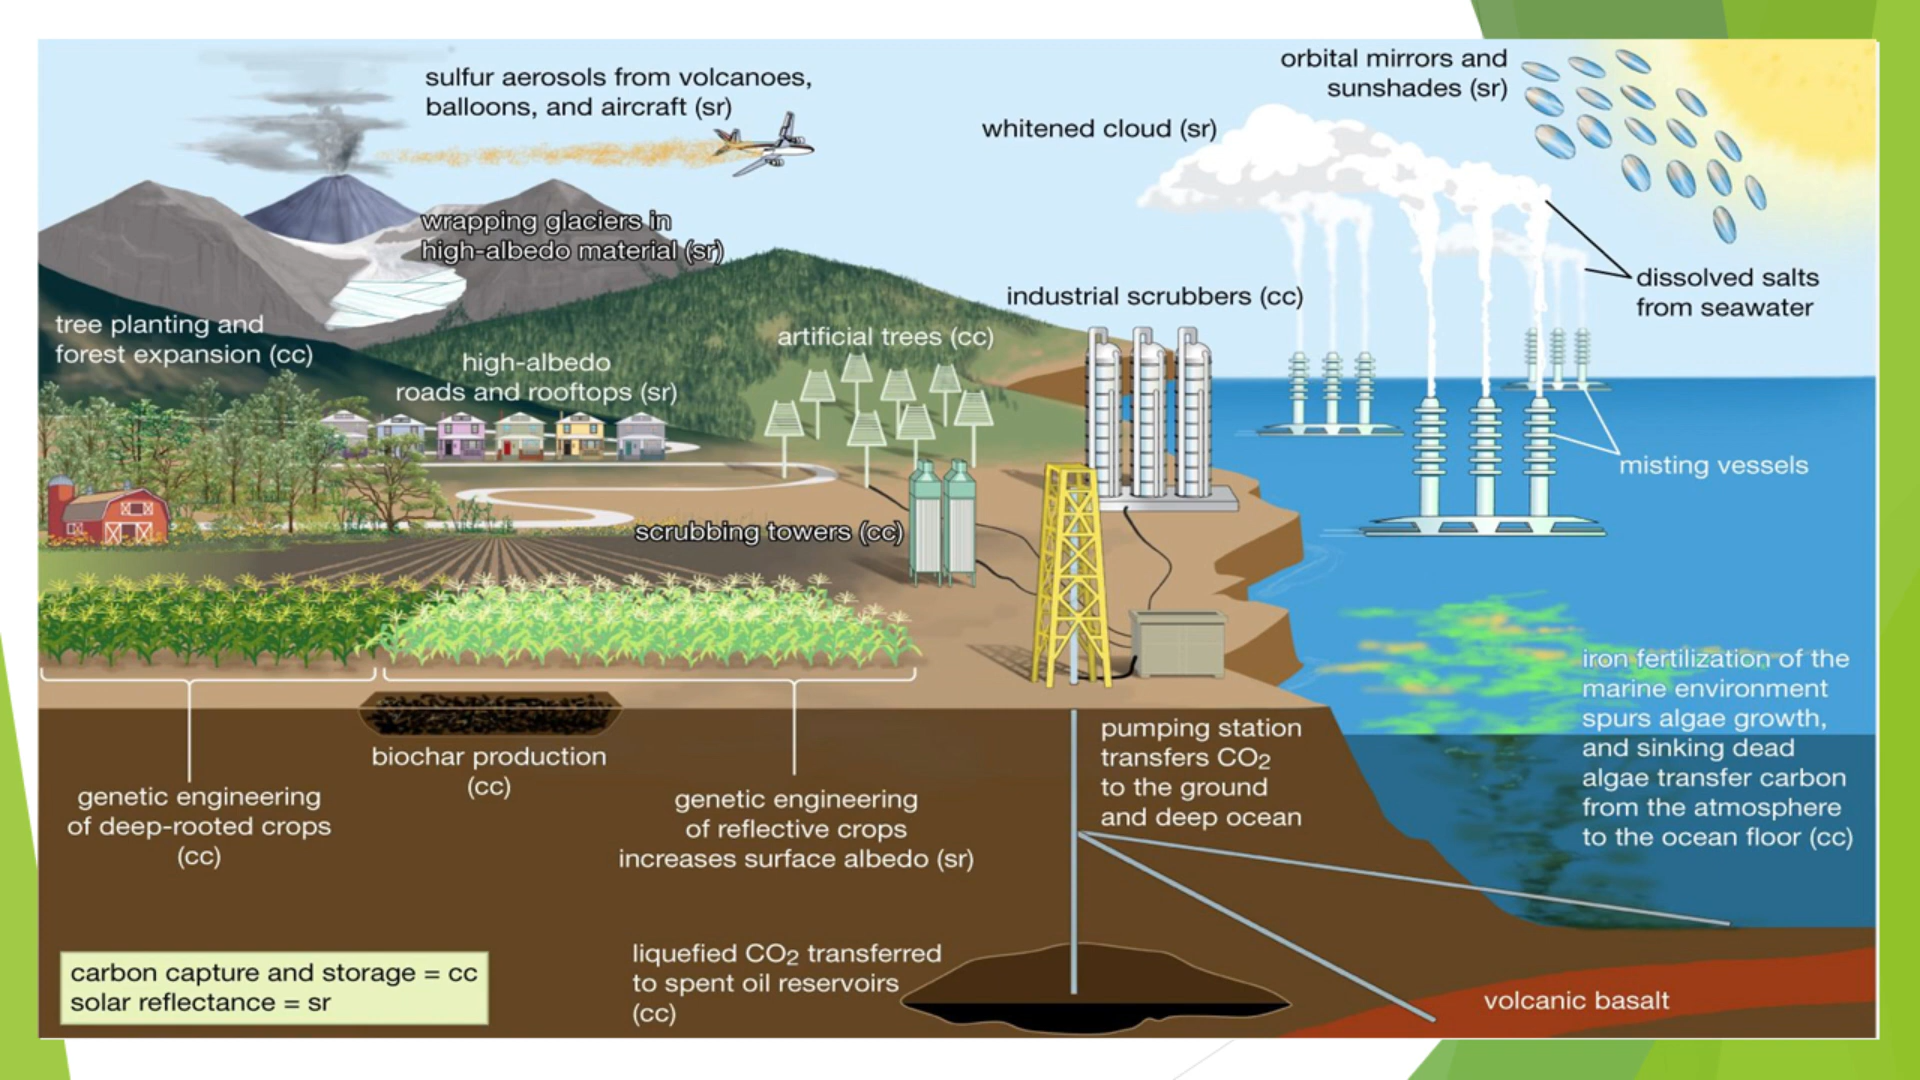 sulfur aerosols from volcanoes,
balloons, and aircraft (sr)
orbital mirrors and
sunshades (sr)
whitened cloud (sr)
wrapping glaciers in
high-albedo material (sr)
dissolved salts
from seawater
industrial scrubbers (cc)
tree planting and
forest expansion (cc)
high-albedo
roads and rooftops (sr)
artificial trees (cc)
misting vessels
scrubbing towers (cc)
iron fertilization of the
marine environment
spurs algae growth,
and sinking dead
algae transfer carbon
from the atmosphere
to the ocean floor (cc)
pumping station
transfers CO2
to the ground
and deep ocean
biochar production
(cc)
genetic engineering
of deep-rooted crops
(cc)
genetic engineering
of reflective crops
increases surface albedo (sr)
liquefied CO2 transferred
to spent oil reservoirs
(cc)
volcanic basalt
carbon capture and storage = cc
solar reflectance = sr